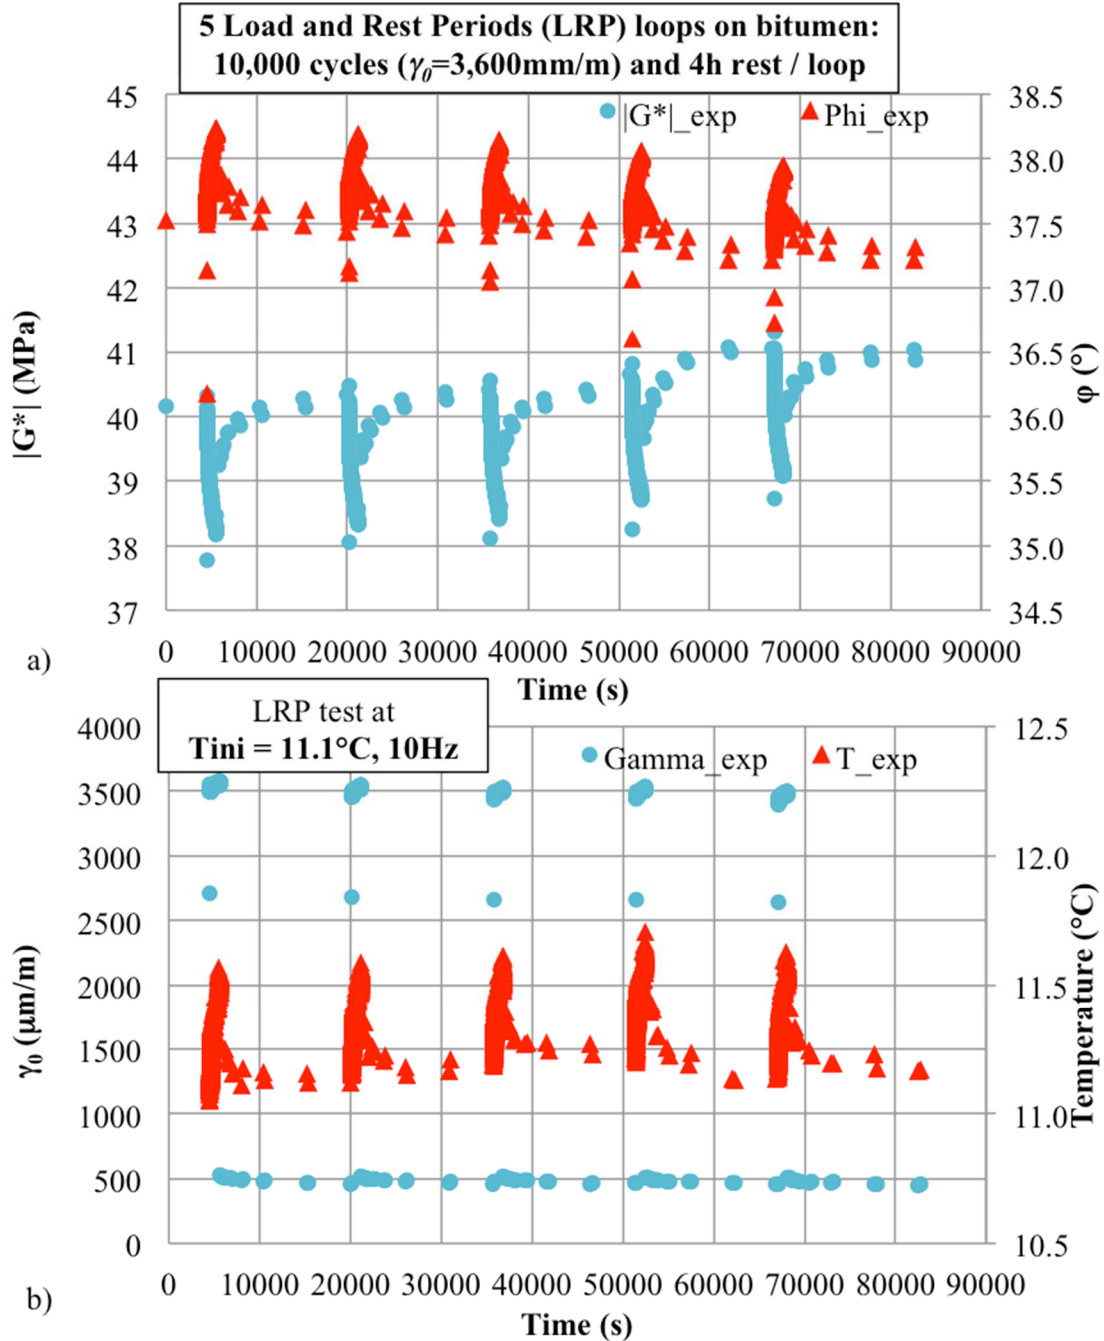 5 Load and Rest Periods (LRP) loops on bitumen:
10,000 cycles (γ0=3,600mm/m) and 4h rest / loop
45 38.5
|G*|_exp Phi_exp
44 38.0
43 37.5
42 37.0
41 36.5
40 36.0
39 35.5
38 35.0
37 34.5
|G*| (MPa)
φ (°)
0 10000 20000 30000 40000 50000 60000 70000 80000 90000
a)
Time (s)
LRP test at
Tini = 11.1°C, 10Hz
4000 12.5
Gamma_exp T_exp
3500
3000 12.0
2500
2000 11.5
1500
1000 11.0
500
0 10.5
γ0 (μm/m)
Temperature (°C)
0 10000 20000 30000 40000 50000 60000 70000 80000 90000
b)
Time (s)